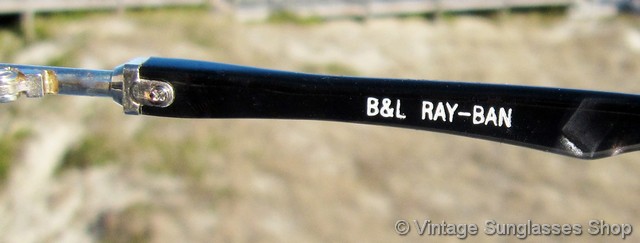 B&L RAY-BAN
© Vintage Sunglasses Shop